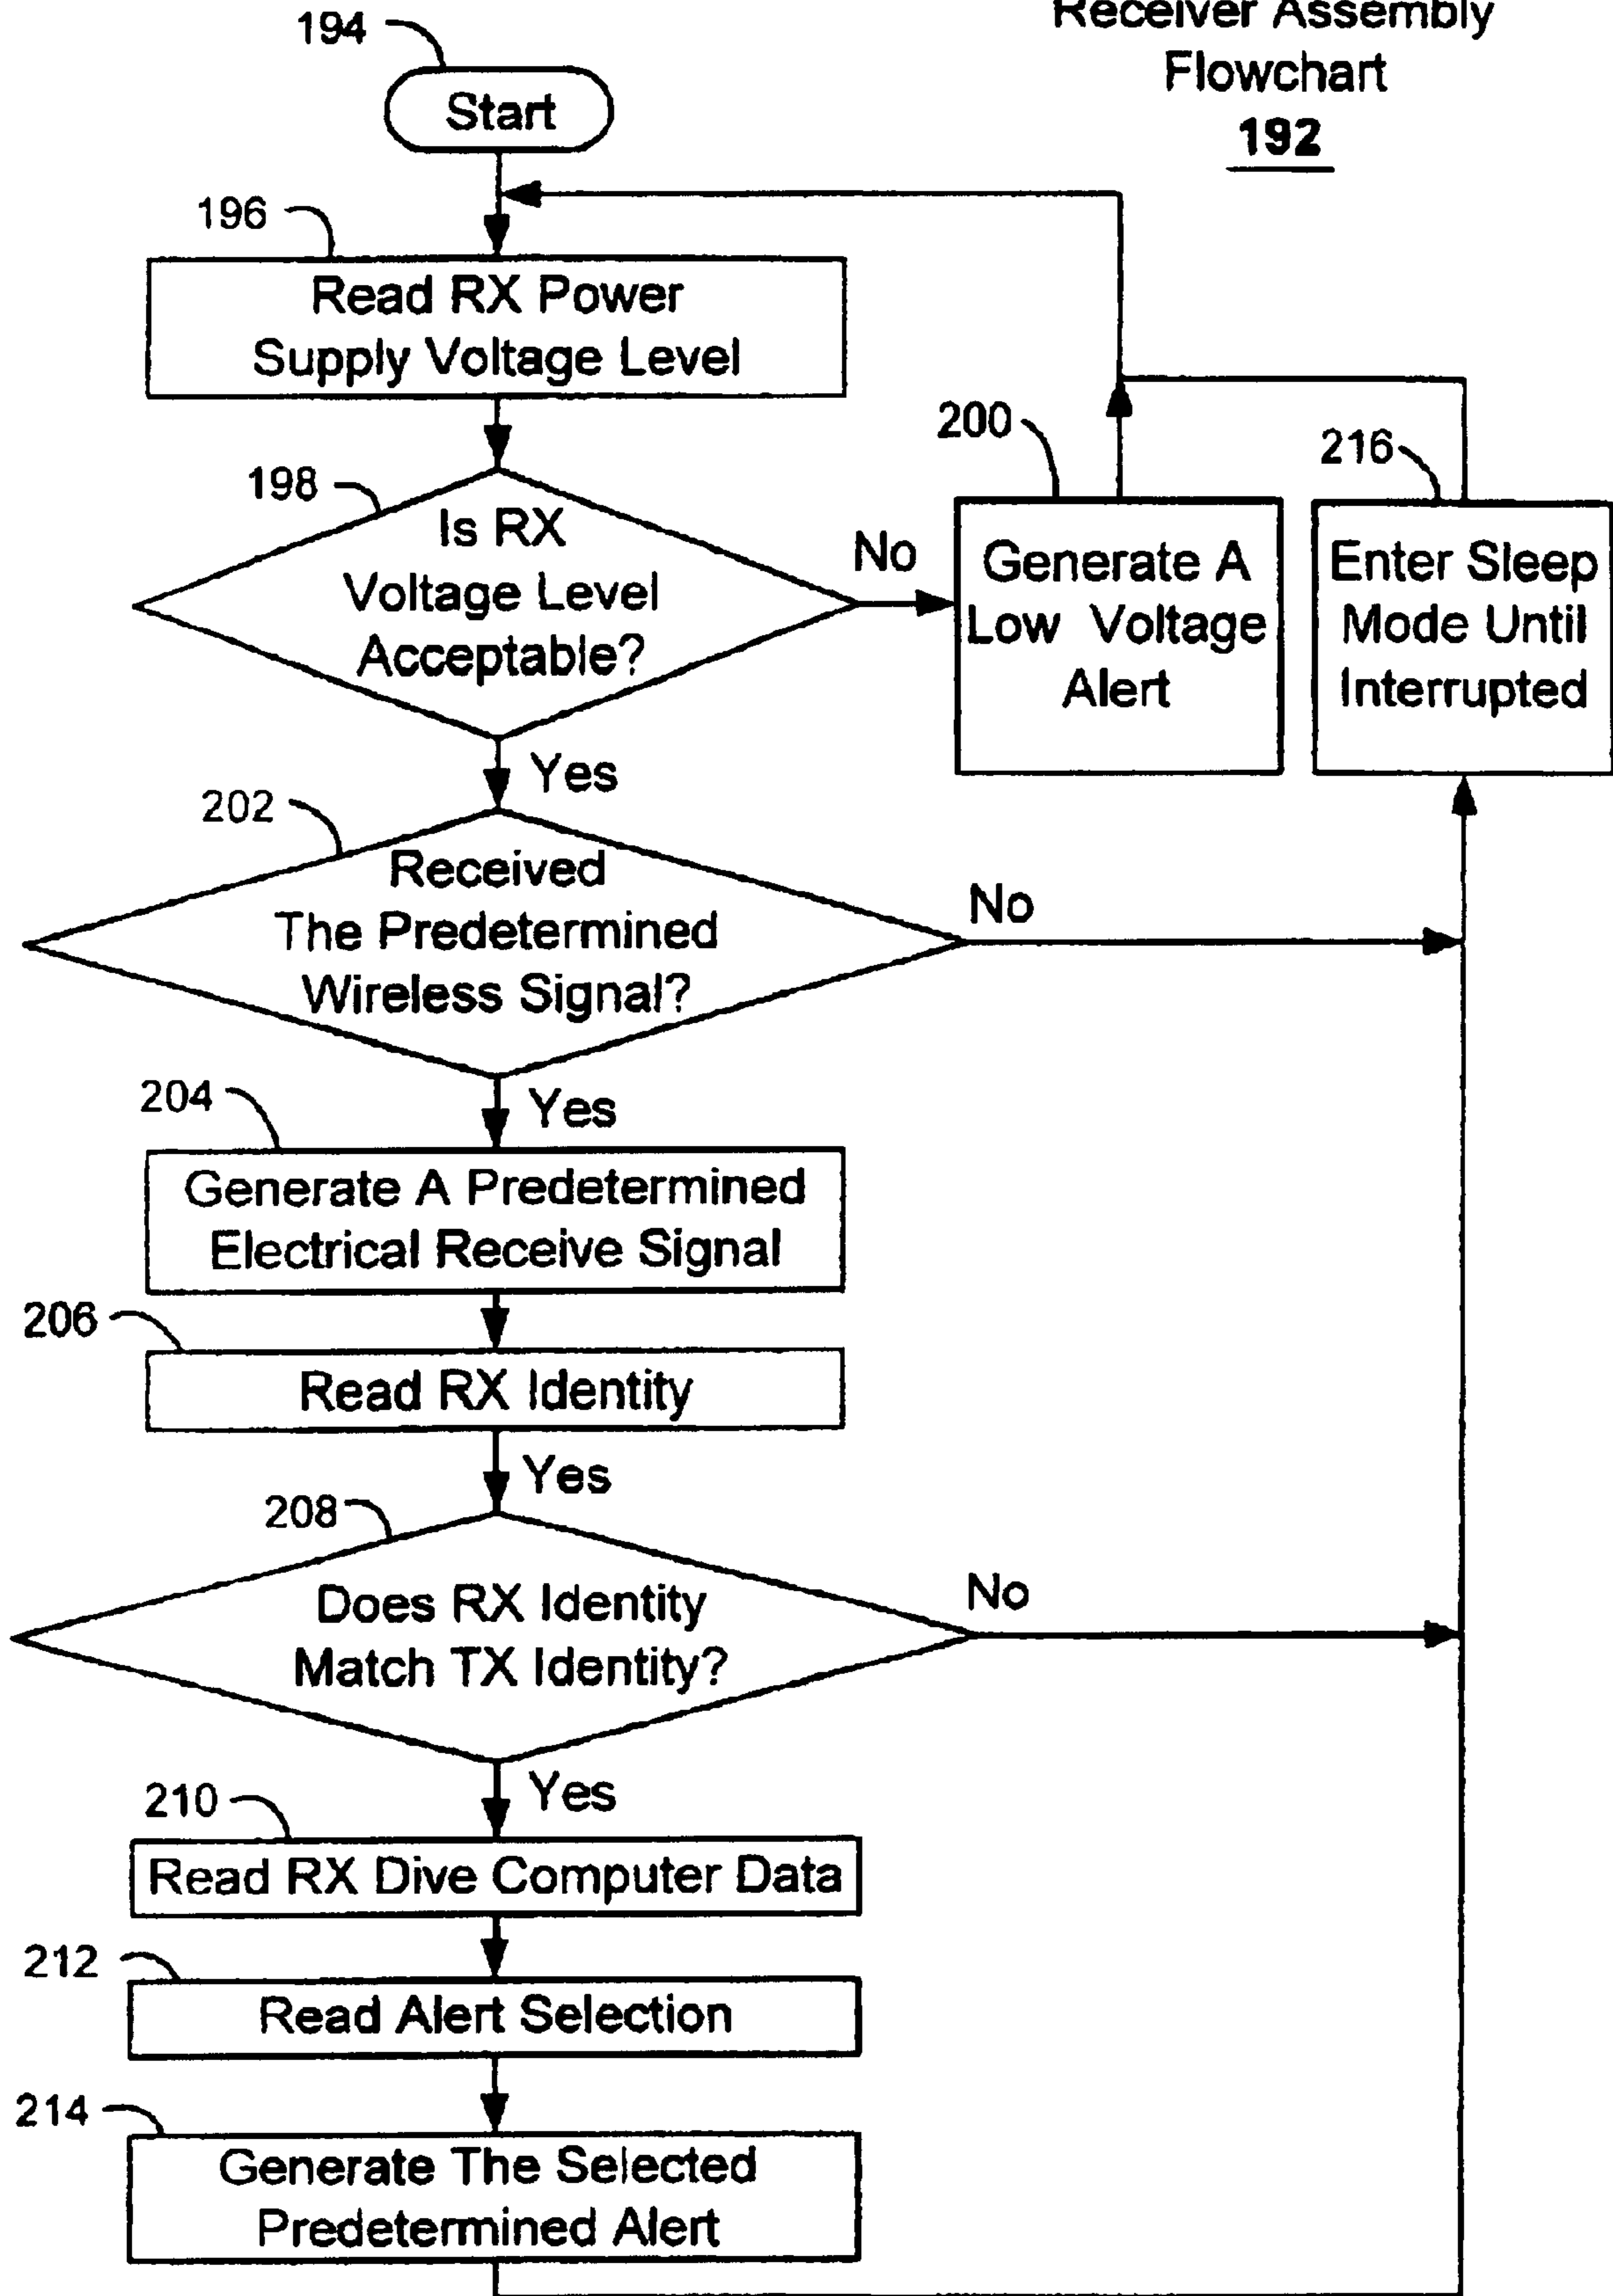 Receiver Assembly
Flowchart
192
194
Start
196
Read RX Power
Supply Voltage Level
198
Is RX
Voltage Level
Acceptable?
No
200
Generate A
Low Voltage
Alert
216
Enter Sleep
Mode Until
Interrupted
Yes
202
Received
The Predetermined
Wireless Signal?
No
Yes
204
Generate A Predetermined
Electrical Receive Signal
206
Read RX Identity
Yes
208
Does RX Identity
Match TX Identity?
No
Yes
210
Read RX Dive Computer Data
212
Read Alert Selection
214
Generate The Selected
Predetermined Alert